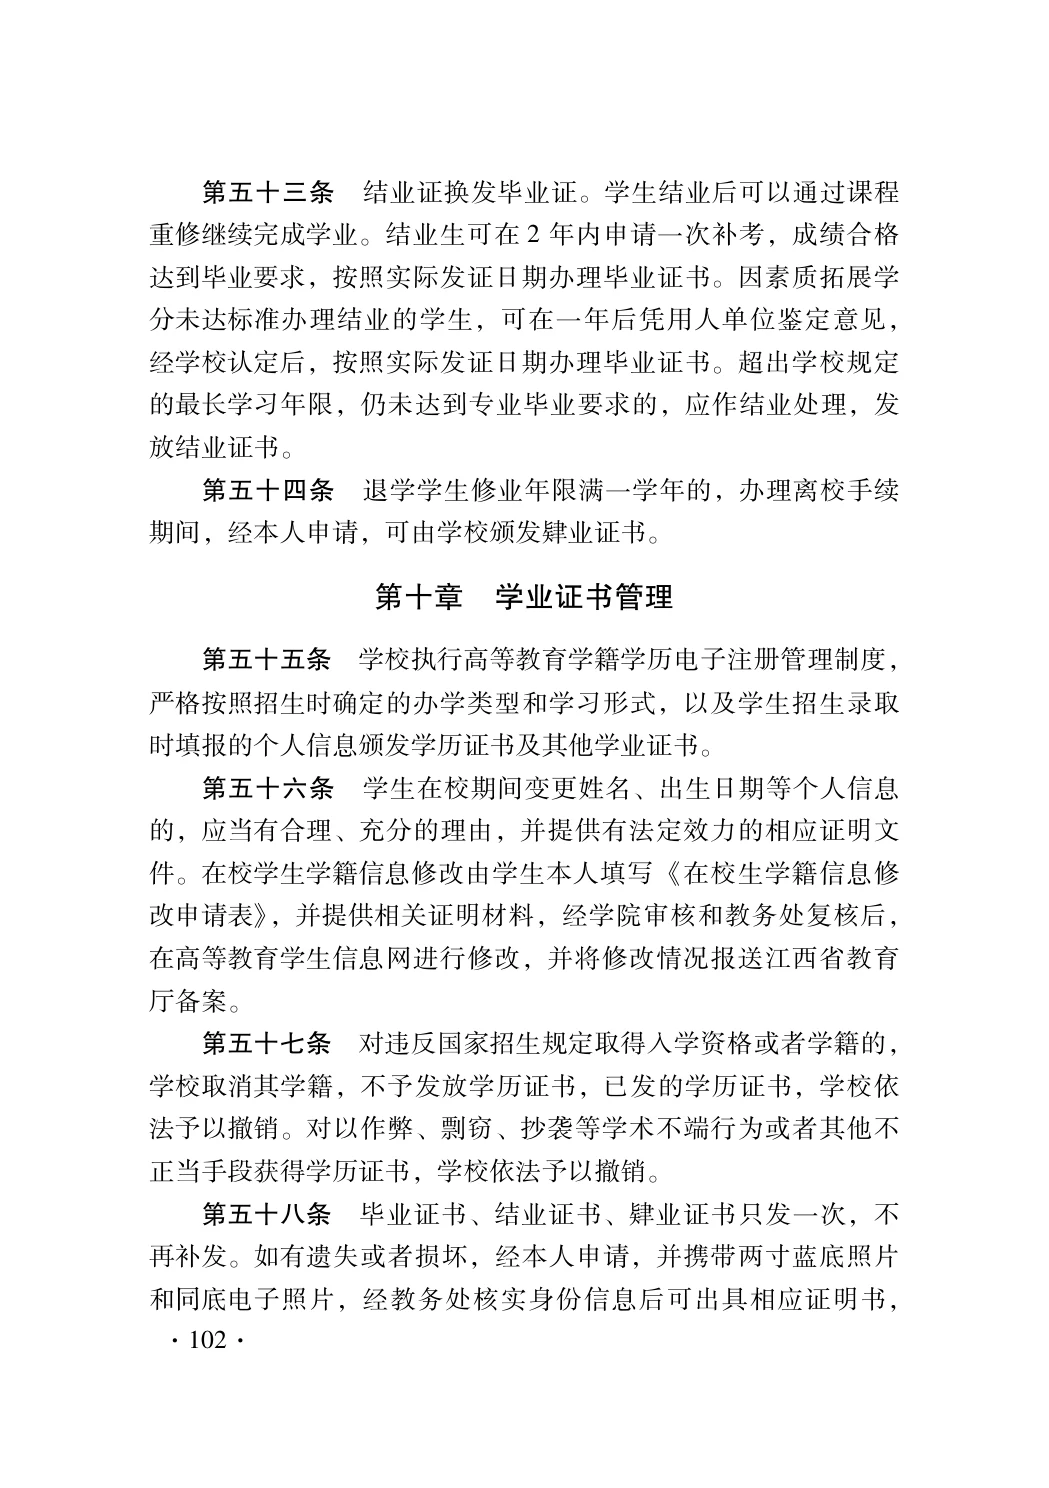 第五十三条　结业证换发毕业证。学生结业后可以通过课程
重修继续完成学业。结业生可在 2 年内申请一次补考，成绩合格
达到毕业要求，按照实际发证日期办理毕业证书。因素质拓展学
分未达标准办理结业的学生，可在一年后凭用人单位鉴定意见，
经学校认定后，按照实际发证日期办理毕业证书。超出学校规定
的最长学习年限，仍未达到专业毕业要求的，应作结业处理，发
放结业证书。
第五十四条　退学学生修业年限满一学年的，办理离校手续
期间，经本人申请，可由学校颁发肄业证书。
第十章　学业证书管理
第五十五条　学校执行高等教育学籍学历电子注册管理制度，
严格按照招生时确定的办学类型和学习形式，以及学生招生录取
时填报的个人信息颁发学历证书及其他学业证书。
第五十六条　学生在校期间变更姓名、出生日期等个人信息
的，应当有合理、充分的理由，并提供有法定效力的相应证明文
件。在校学生学籍信息修改由学生本人填写《在校生学籍信息修
改申请表》，并提供相关证明材料，经学院审核和教务处复核后，
在高等教育学生信息网进行修改，并将修改情况报送江西省教育
厅备案。
第五十七条　对违反国家招生规定取得入学资格或者学籍的，
学校取消其学籍，不予发放学历证书，已发的学历证书，学校依
法予以撤销。对以作弊、剽窃、抄袭等学术不端行为或者其他不
正当手段获得学历证书，学校依法予以撤销。
第五十八条　毕业证书、结业证书、肄业证书只发一次，不
再补发。如有遗失或者损坏，经本人申请，并携带两寸蓝底照片
和同底电子照片，经教务处核实身份信息后可出具相应证明书，
· 102 ·